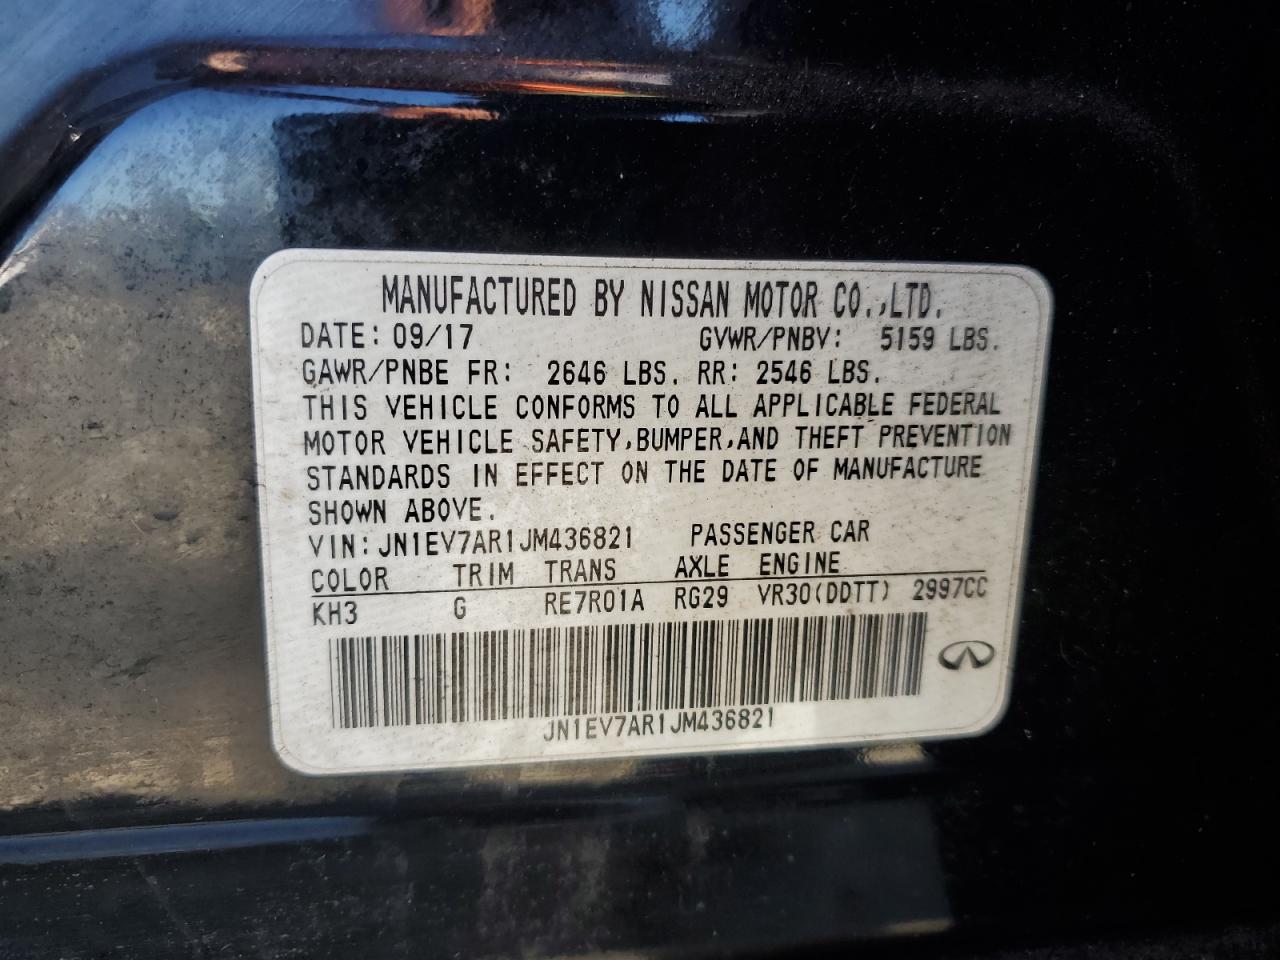 MANUFACTURED BY NISSAN MOTOR CO.,LTD.
DATE: 09/17 GVWR/PNBV: 5159 LBS.
GAWR/PNBE FR: 2646 LBS. RR: 2546 LBS.
THIS VEHICLE CONFORMS TO ALL APPLICABLE FEDERAL
MOTOR VEHICLE SAFETY,BUMPER,AND THEFT PREVENTION
STANDARDS IN EFFECT ON THE DATE OF MANUFACTURE
SHOWN ABOVE.
VIN: JN1EV7AR1JM436821 PASSENGER CAR
COLOR TRIM TRANS AXLE ENGINE
KH3 G RE7R01A RG29 VR30(DDTT) 2997CC
JN1EV7AR1JM436821